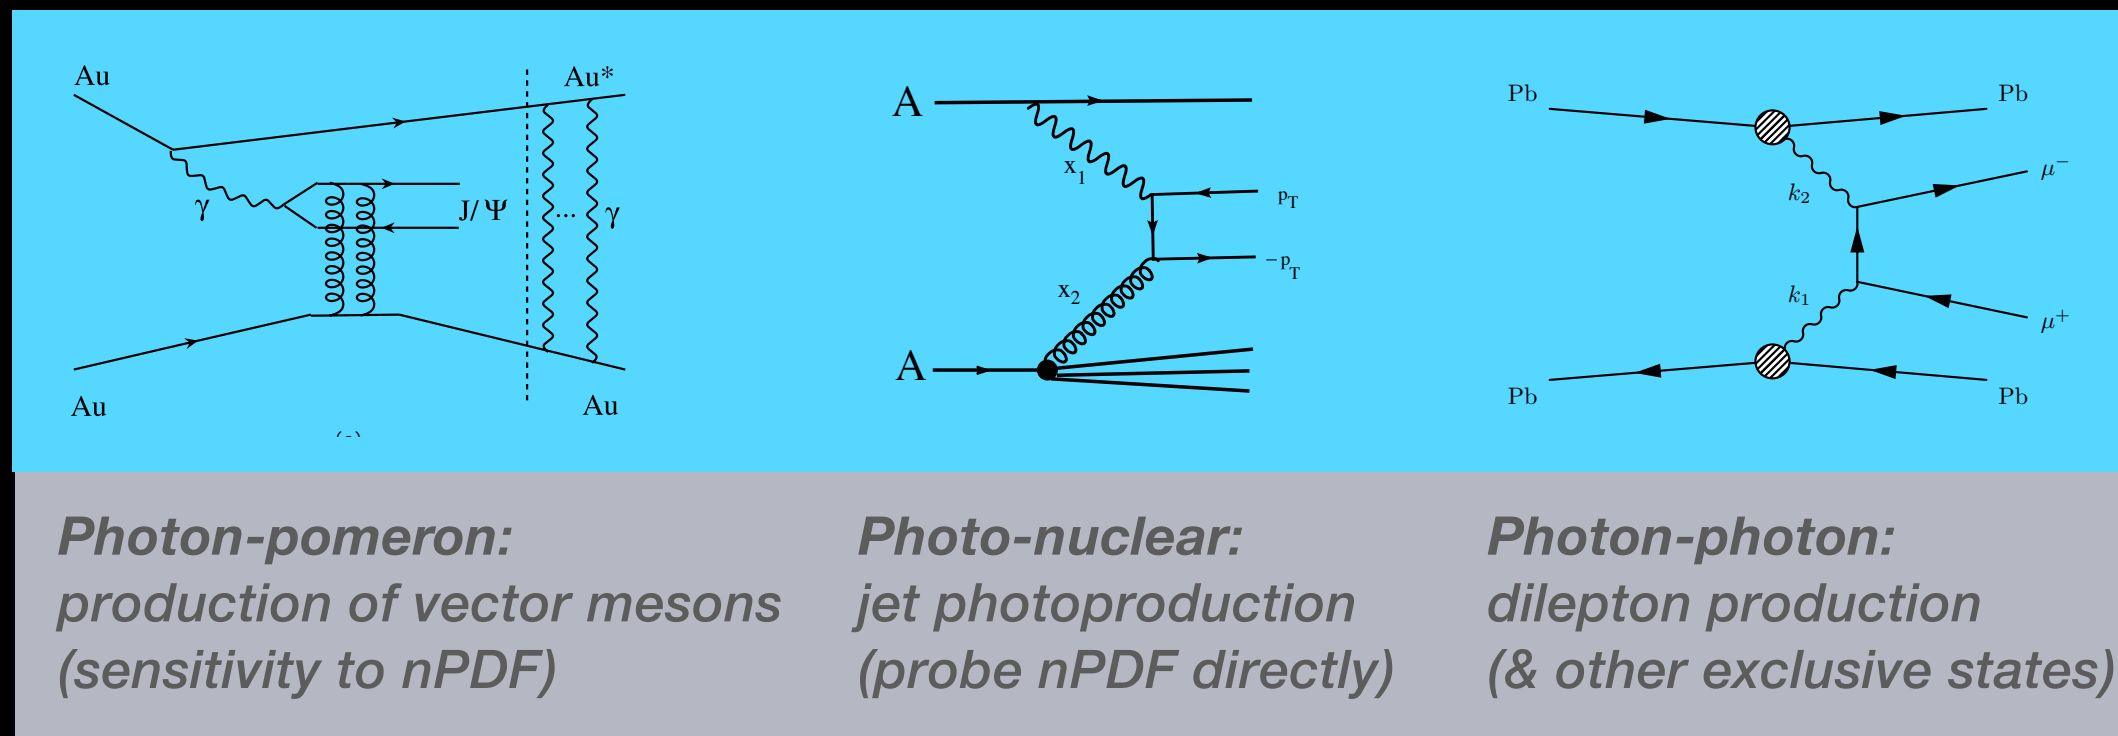 Au
Au*
γ
J/Ψ
...
γ
Au
Au
A
x1
pT
-pT
x2
A
Pb
Pb
μ−
k2
k1
μ+
Pb
Pb
Photon-pomeron:
production of vector mesons
(sensitivity to nPDF)
Photo-nuclear:
jet photoproduction
(probe nPDF directly)
Photon-photon:
dilepton production
(& other exclusive states)